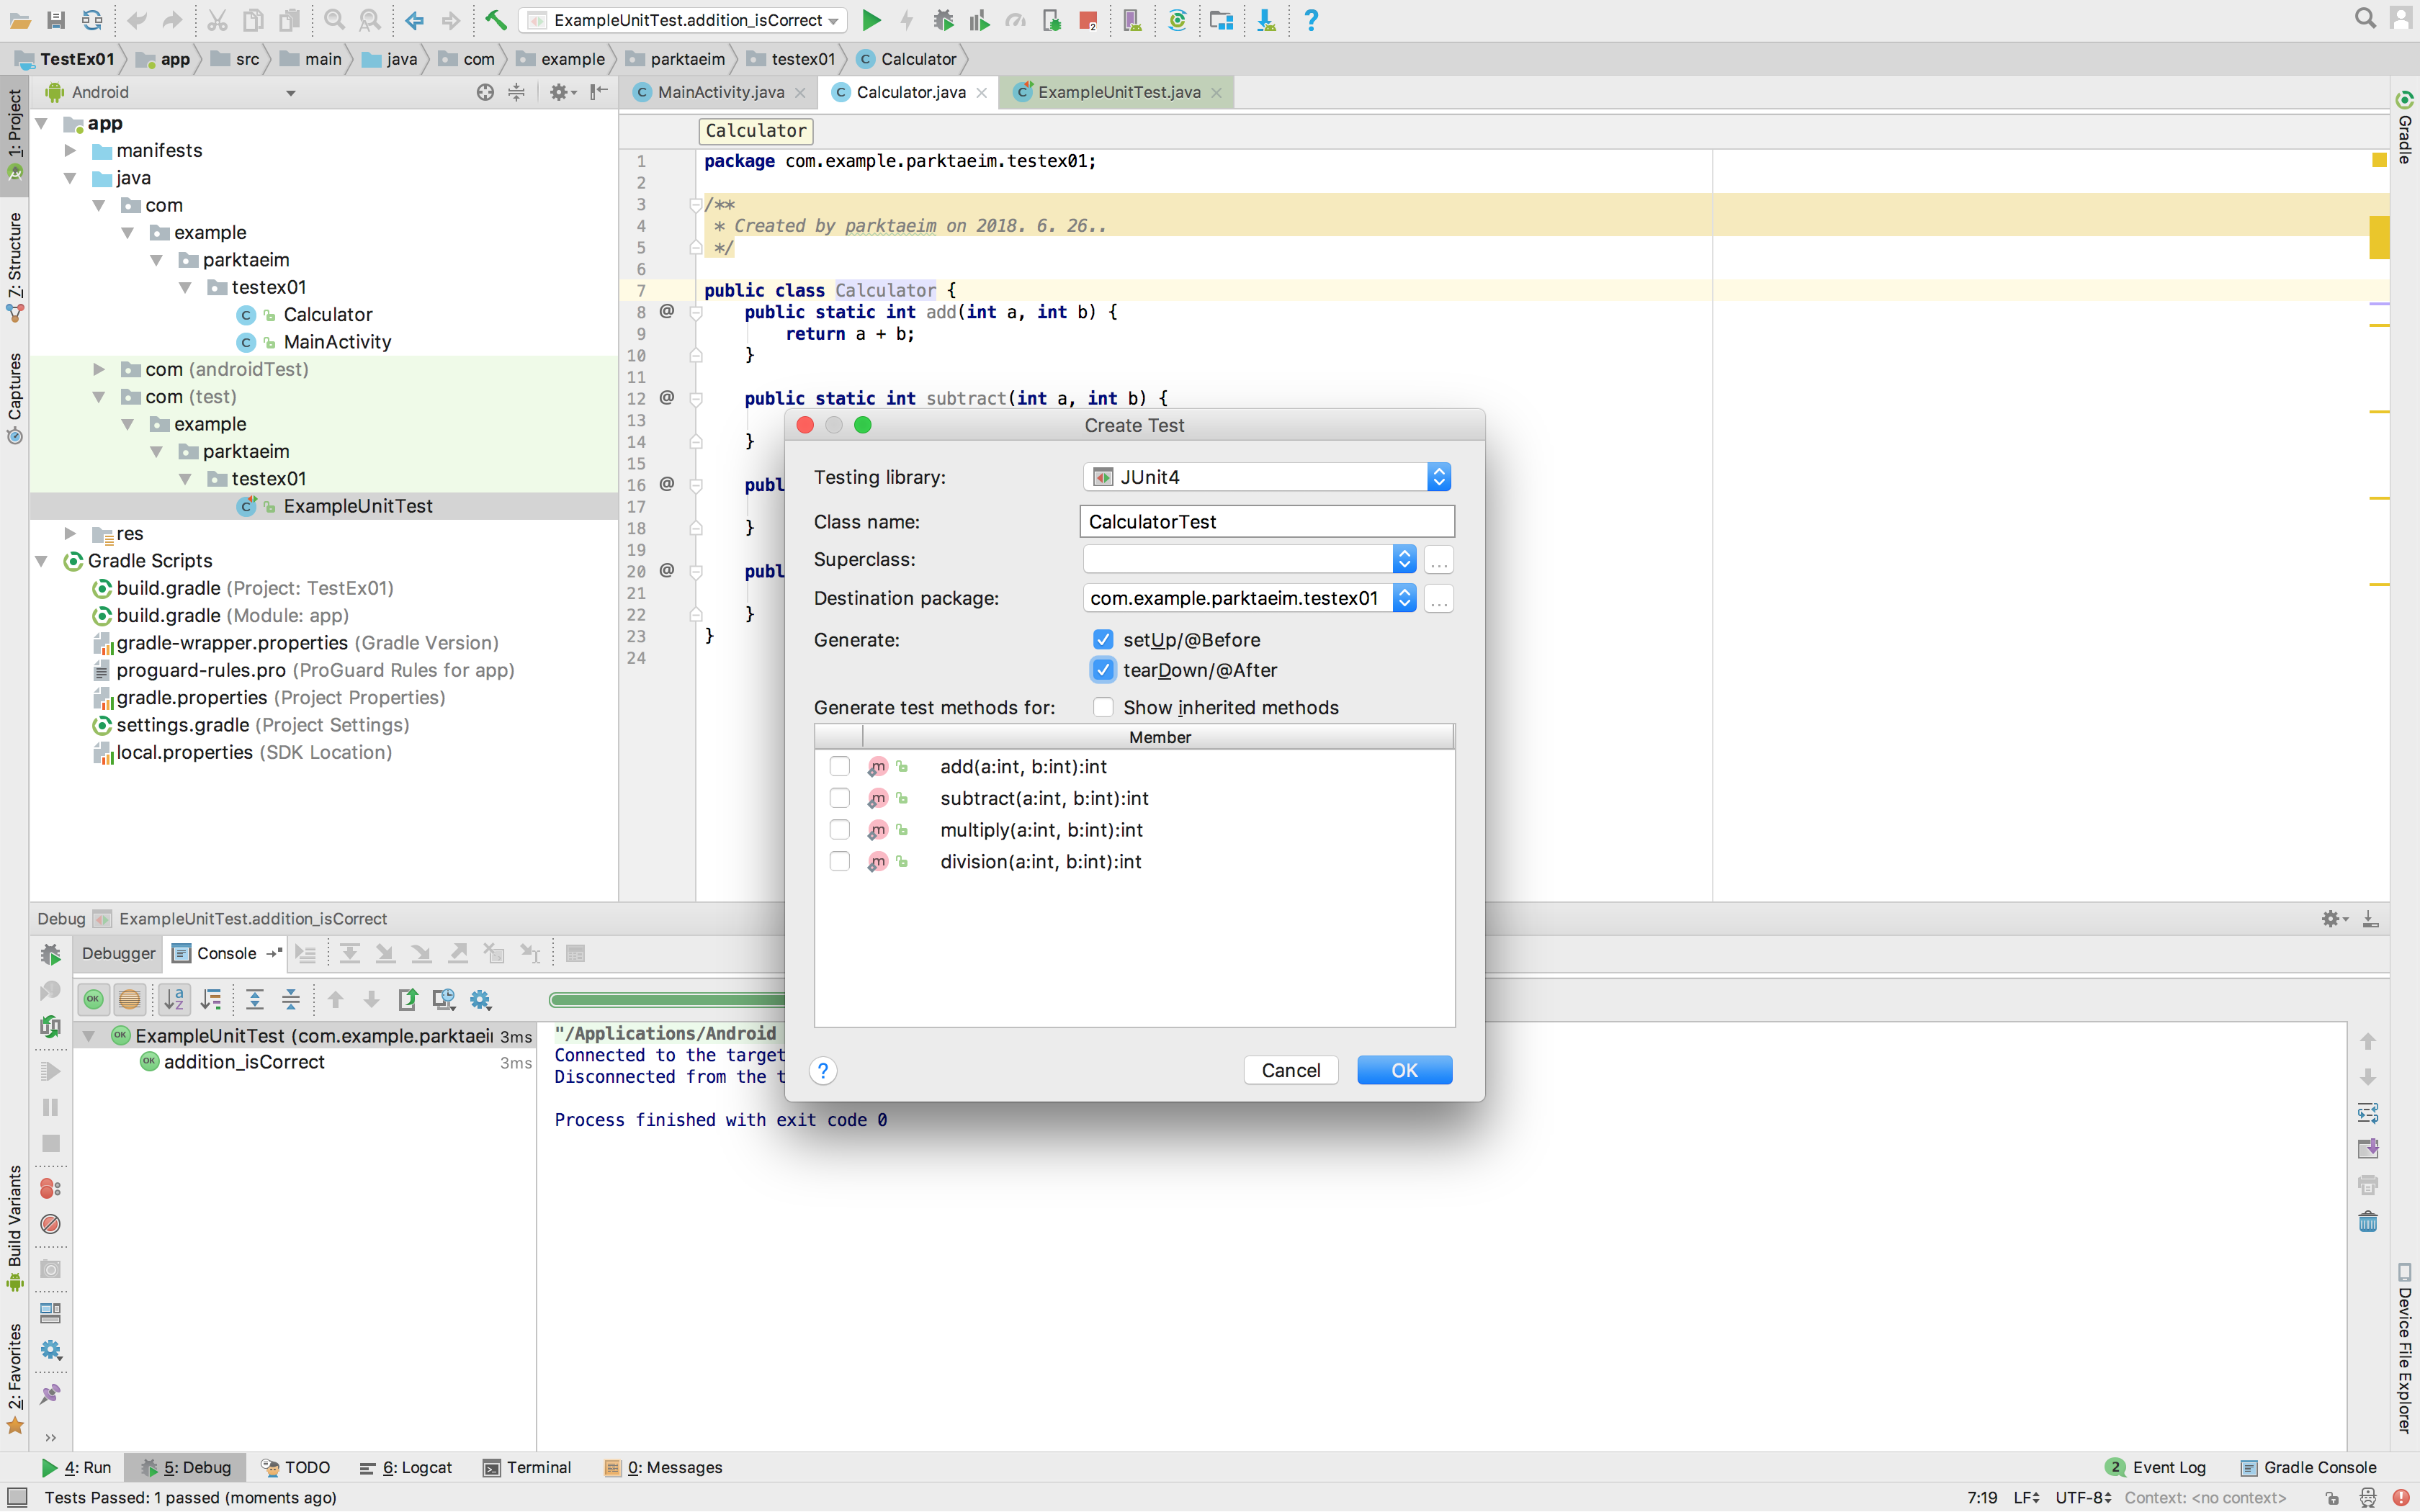 ExampleUnitTest.addition_isCorrect
TestEx01 app src main java com example parktaeim testex01 Calculator
Android
MainActivity.java Calculator.java ExampleUnitTest.java
1: Project
Z: Structure
Captures
Build Variants
2: Favorites
Gradle
Device File Explorer
app
manifests
java
com
example
parktaeim
testex01
Calculator
MainActivity
com (androidTest)
com (test)
example
parktaeim
testex01
ExampleUnitTest
res
Gradle Scripts
build.gradle (Project: TestEx01)
build.gradle (Module: app)
gradle-wrapper.properties (Gradle Version)
proguard-rules.pro (ProGuard Rules for app)
gradle.properties (Project Properties)
settings.gradle (Project Settings)
local.properties (SDK Location)
Calculator
1 package com.example.parktaeim.testex01;
2
3 /**
4 * Created by parktaeim on 2018. 6. 26..
5 */
6
7 public class Calculator {
8 @ public static int add(int a, int b) {
9 return a + b;
10 }
11
12 @ public static int subtract(int a, int b) {
13
14 }
15
16 @ publ
17
18 }
19
20 @ publ
21
22 }
23 }
24
Create Test
Testing library: JUnit4
Class name: CalculatorTest
Superclass: ...
Destination package: com.example.parktaeim.testex01 ...
Generate: setUp/@Before
tearDown/@After
Generate test methods for: Show inherited methods
Member
m add(a:int, b:int):int
m subtract(a:int, b:int):int
m multiply(a:int, b:int):int
m division(a:int, b:int):int
? Cancel OK
Debug ExampleUnitTest.addition_isCorrect
Debugger Console
OK ExampleUnitTest (com.example.parktaeii 3ms
OK addition_isCorrect 3ms
"/Applications/Android
Connected to the target
Disconnected from the t
Process finished with exit code 0
4: Run 5: Debug TODO 6: Logcat Terminal 0: Messages 2 Event Log Gradle Console
Tests Passed: 1 passed (moments ago) 7:19 LF UTF-8 Context: <no context>